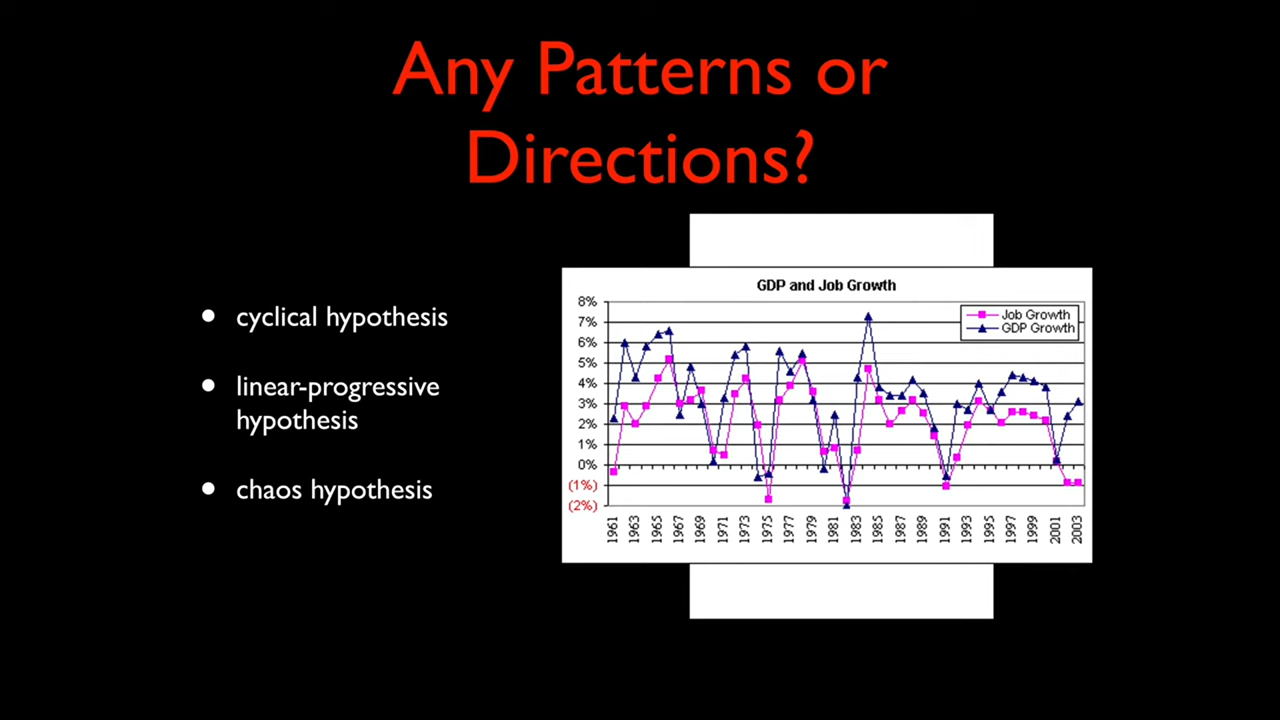 Any Patterns or
Directions?
• cyclical hypothesis
• linear-progressive
hypothesis
• chaos hypothesis
GDP and Job Growth
8%
7%
6%
5%
4%
3%
2%
1%
0%
(1%)
(2%)
Job Growth
GDP Growth
1961 1963 1965 1967 1969 1971 1973 1975 1977 1979 1981 1983 1985 1987 1989 1991 1993 1995 1997 1999 2001 2003